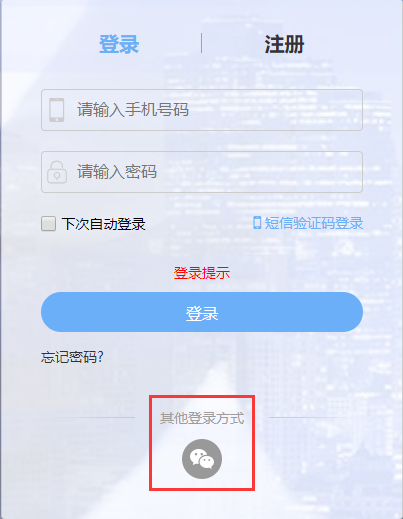 登录 注册
请输入手机号码
请输入密码
下次自动登录 短信验证码登录
登录提示
登录
忘记密码?
其他登录方式